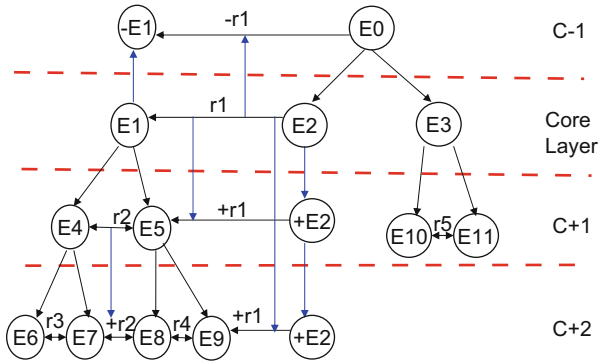 -E1
-r1
E0
C-1
E1
r1
E2
E3
Core
Layer
E4
r2
E5
+r1
+E2
E10
r5
E11
C+1
E6
r3
E7
+r2
E8
r4
E9
+r1
+E2
C+2